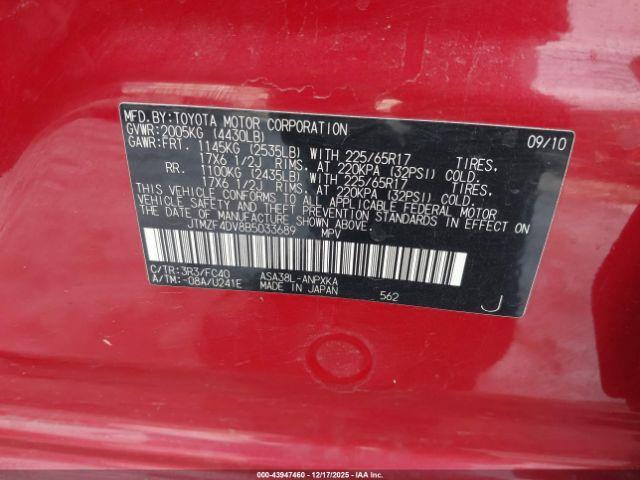 MFD.BY:TOYOTA MOTOR CORPORATION 09/10
GVWR:2005KG (4430LB)
GAWR:FRT. 1145KG (2535LB) WITH 225/65R17 TIRES,
17X6 1/2J RIMS, AT 220KPA (32PSI) COLD.
RR. 1100KG (2435LB) WITH 225/65R17 TIRES,
17X6 1/2J RIMS, AT 220KPA (32PSI) COLD.
THIS VEHICLE CONFORMS TO ALL APPLICABLE FEDERAL MOTOR
VEHICLE SAFETY AND THEFT PREVENTION STANDARDS IN EFFECT
ON THE DATE OF MANUFACTURE SHOWN ABOVE.
JTMZF4DV8B5033689 MPV
C/TR:3R3/FC40 ASA38L-ANPXKA
A/TM:-08A/U241E MADE IN JAPAN 562 J
000-43947460 - 12/17/2025 - IAAI.CA